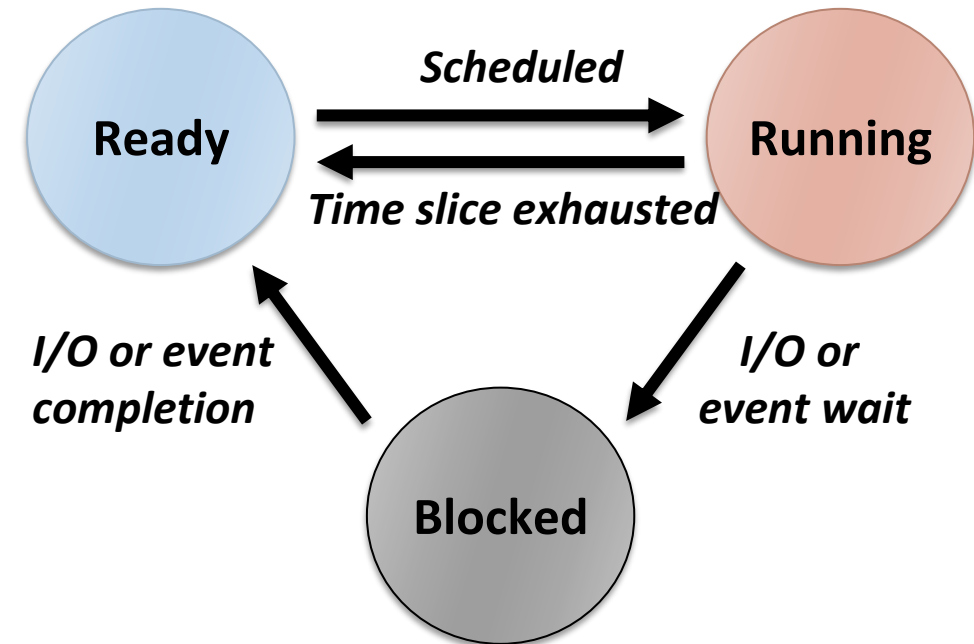 Scheduled
Ready
Running
Time slice exhausted
I/O or event
completion
I/O or
event wait
Blocked